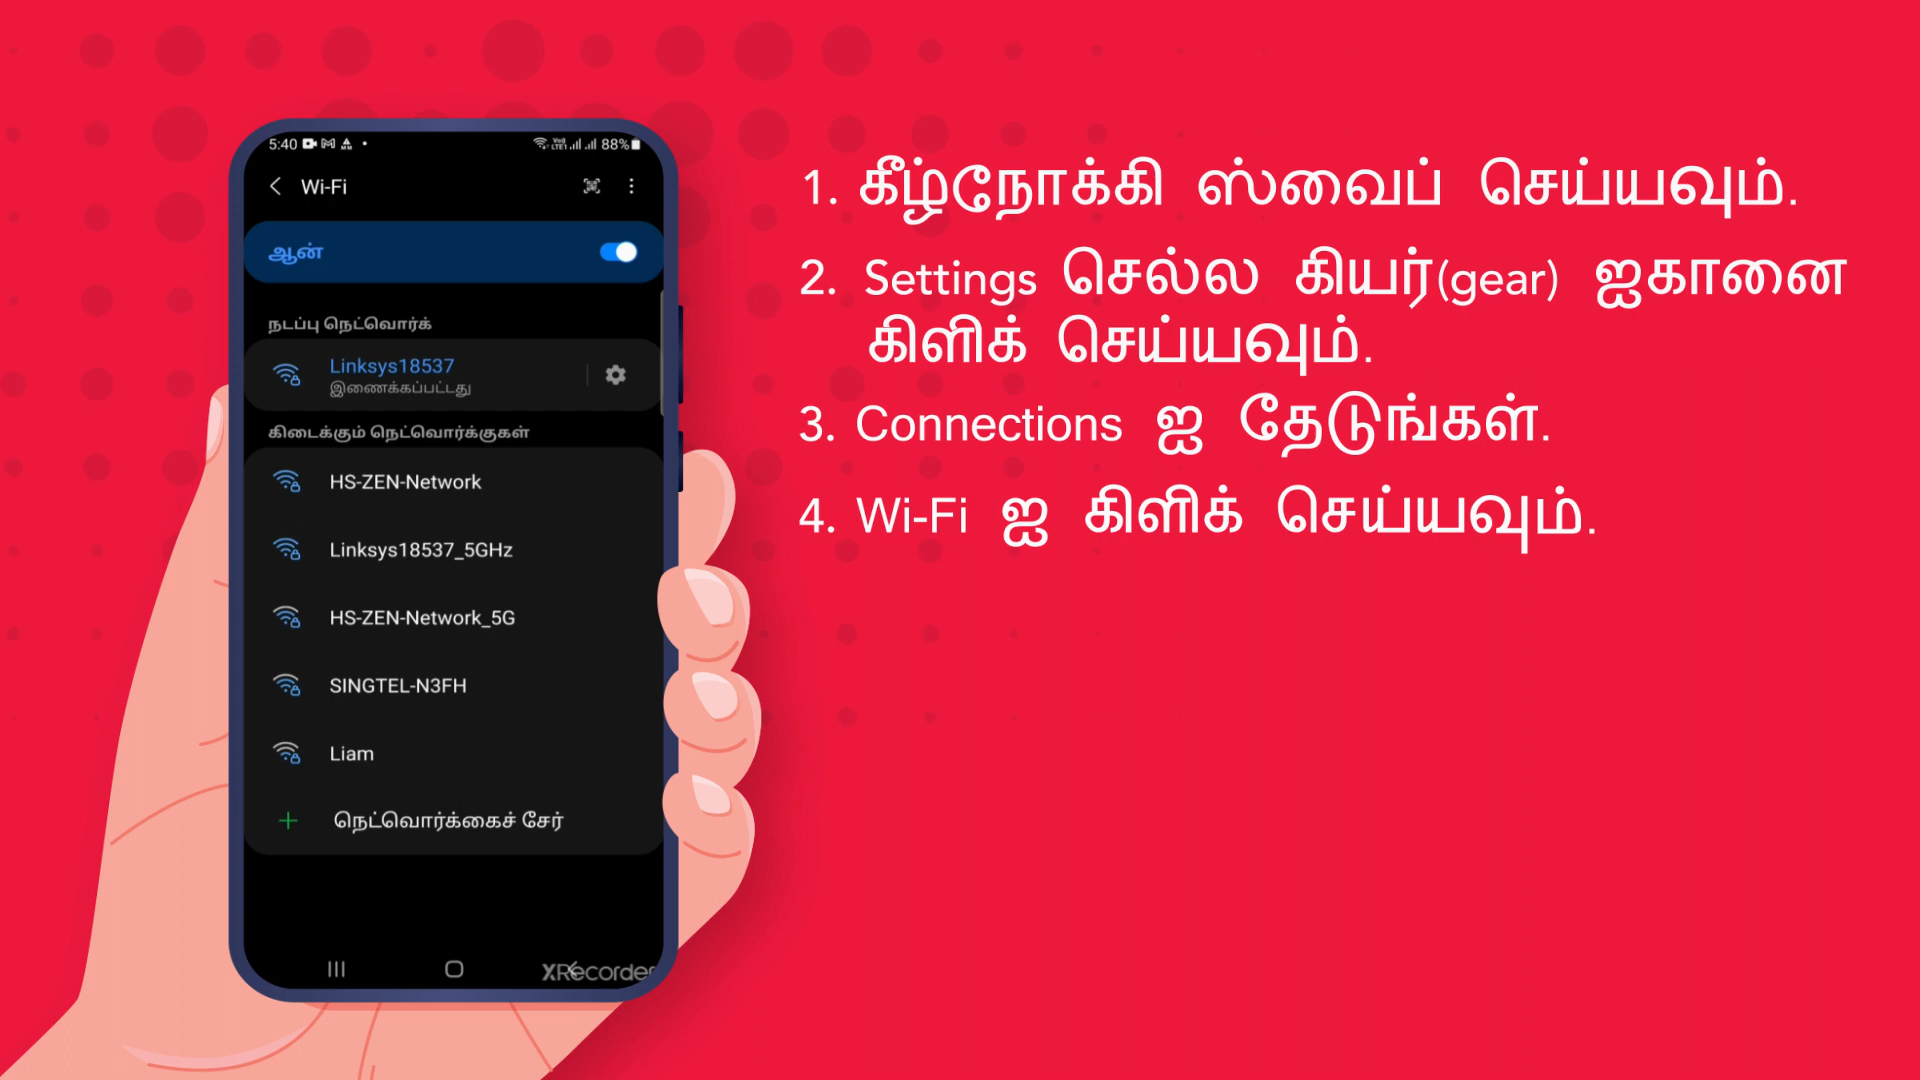 5:40 88%
Wi-Fi
ஆன்
நடப்பு நெட்வொர்க்
Linksys18537
இணைக்கப்பட்டது
கிடைக்கும் நெட்வொர்க்குகள்
HS-ZEN-Network
Linksys18537_5GHz
HS-ZEN-Network_5G
SINGTEL-N3FH
Liam
நெட்வொர்க்கைச் சேர்
XRecorder
1. கீழ்நோக்கி ஸ்வைப் செய்யவும்.
2. Settings செல்ல கியர்(gear) ஐகானை
கிளிக் செய்யவும்.
3. Connections ஐ தேடுங்கள்.
4. Wi-Fi ஐ கிளிக் செய்யவும்.